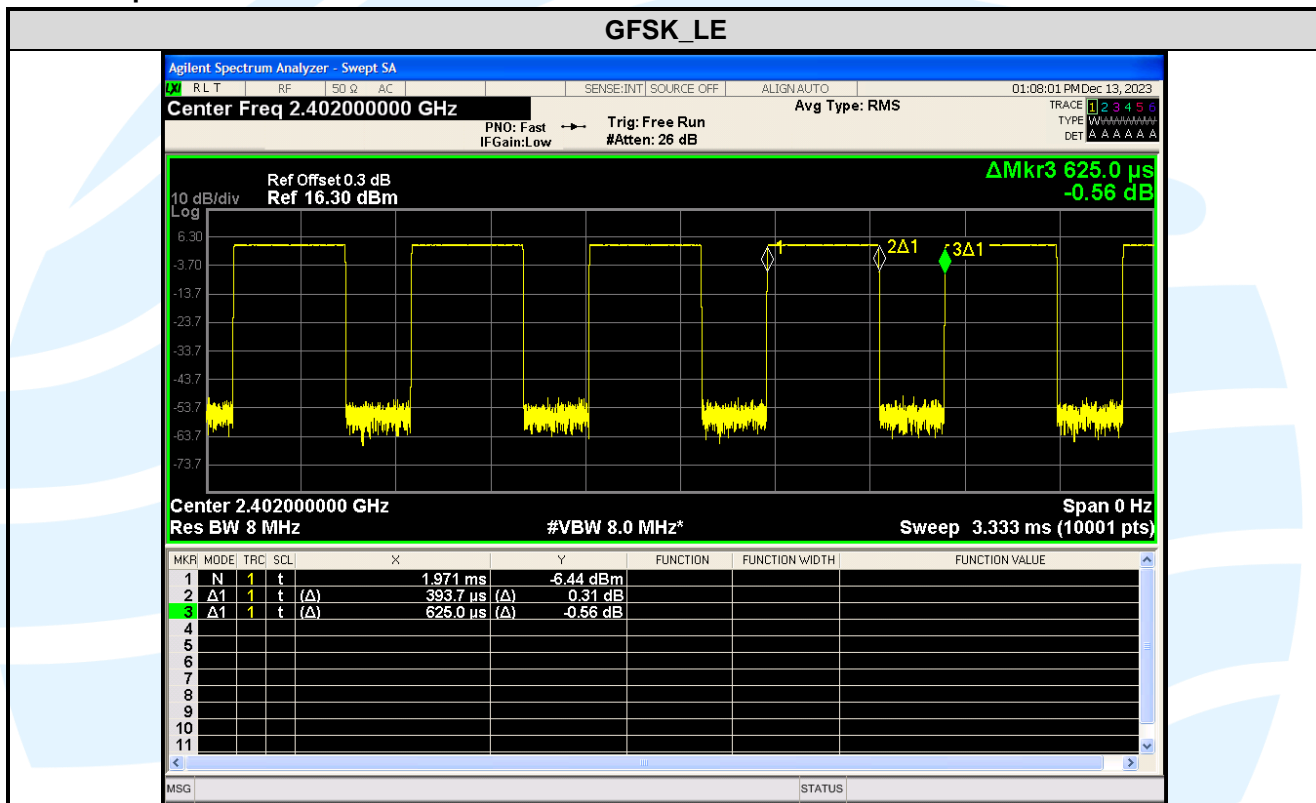 GFSK_LE
Agilent Spectrum Analyzer - Swept SA
LXI RLT RF 50 Ω AC SENSE:INT SOURCE OFF ALIGNAUTO 01:08:01 PM Dec 13, 2023
Center Freq 2.402000000 GHz Avg Type: RMS TRACE 1 2 3 4 5 6
PNO: Fast Trig: Free Run TYPE WWWWWW
IFGain:Low #Atten: 26 dB DET A A A A A A
ΔMkr3 625.0 µs
Ref Offset 0.3 dB
10 dB/div Ref 16.30 dBm -0.56 dB
Log
6.30
1 2Δ1 3Δ1
-3.70
-13.7
-23.7
-33.7
-43.7
-53.7
-63.7
-73.7
Center 2.402000000 GHz Span 0 Hz
Res BW 8 MHz #VBW 8.0 MHz* Sweep 3.333 ms (10001 pts)
MKR MODE TRC SCL X Y FUNCTION FUNCTION WIDTH FUNCTION VALUE
1 N 1 t 1.971 ms -6.44 dBm
2 Δ1 1 t (Δ) 393.7 µs (Δ) 0.31 dB
3 Δ1 1 t (Δ) 625.0 µs (Δ) -0.56 dB
4
5
6
7
8
9
10
11
MSG STATUS